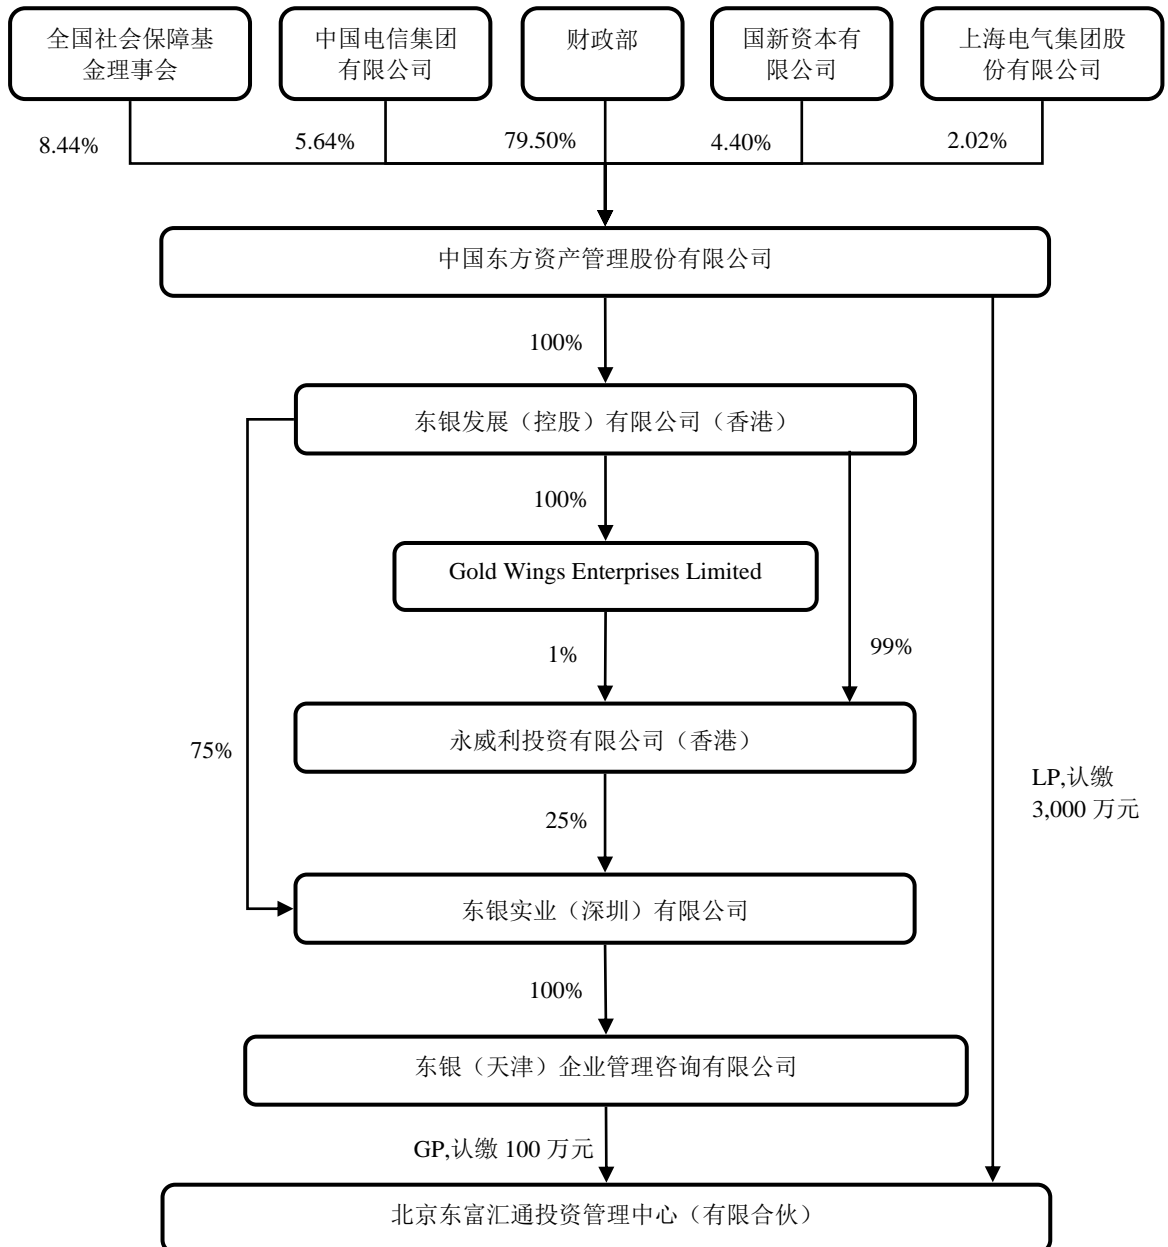 全国社会保障基
金理事会
中国电信集团
有限公司
财政部
国新资本有
限公司
上海电气集团股
份有限公司
8.44%
5.64%
79.50%
4.40%
2.02%
中国东方资产管理股份有限公司
100%
东银发展（控股）有限公司（香港）
100%
Gold Wings Enterprises Limited
1%
99%
永威利投资有限公司（香港）
75%
LP,认缴
3,000 万元
25%
东银实业（深圳）有限公司
100%
东银（天津）企业管理咨询有限公司
GP,认缴 100 万元
北京东富汇通投资管理中心（有限合伙）